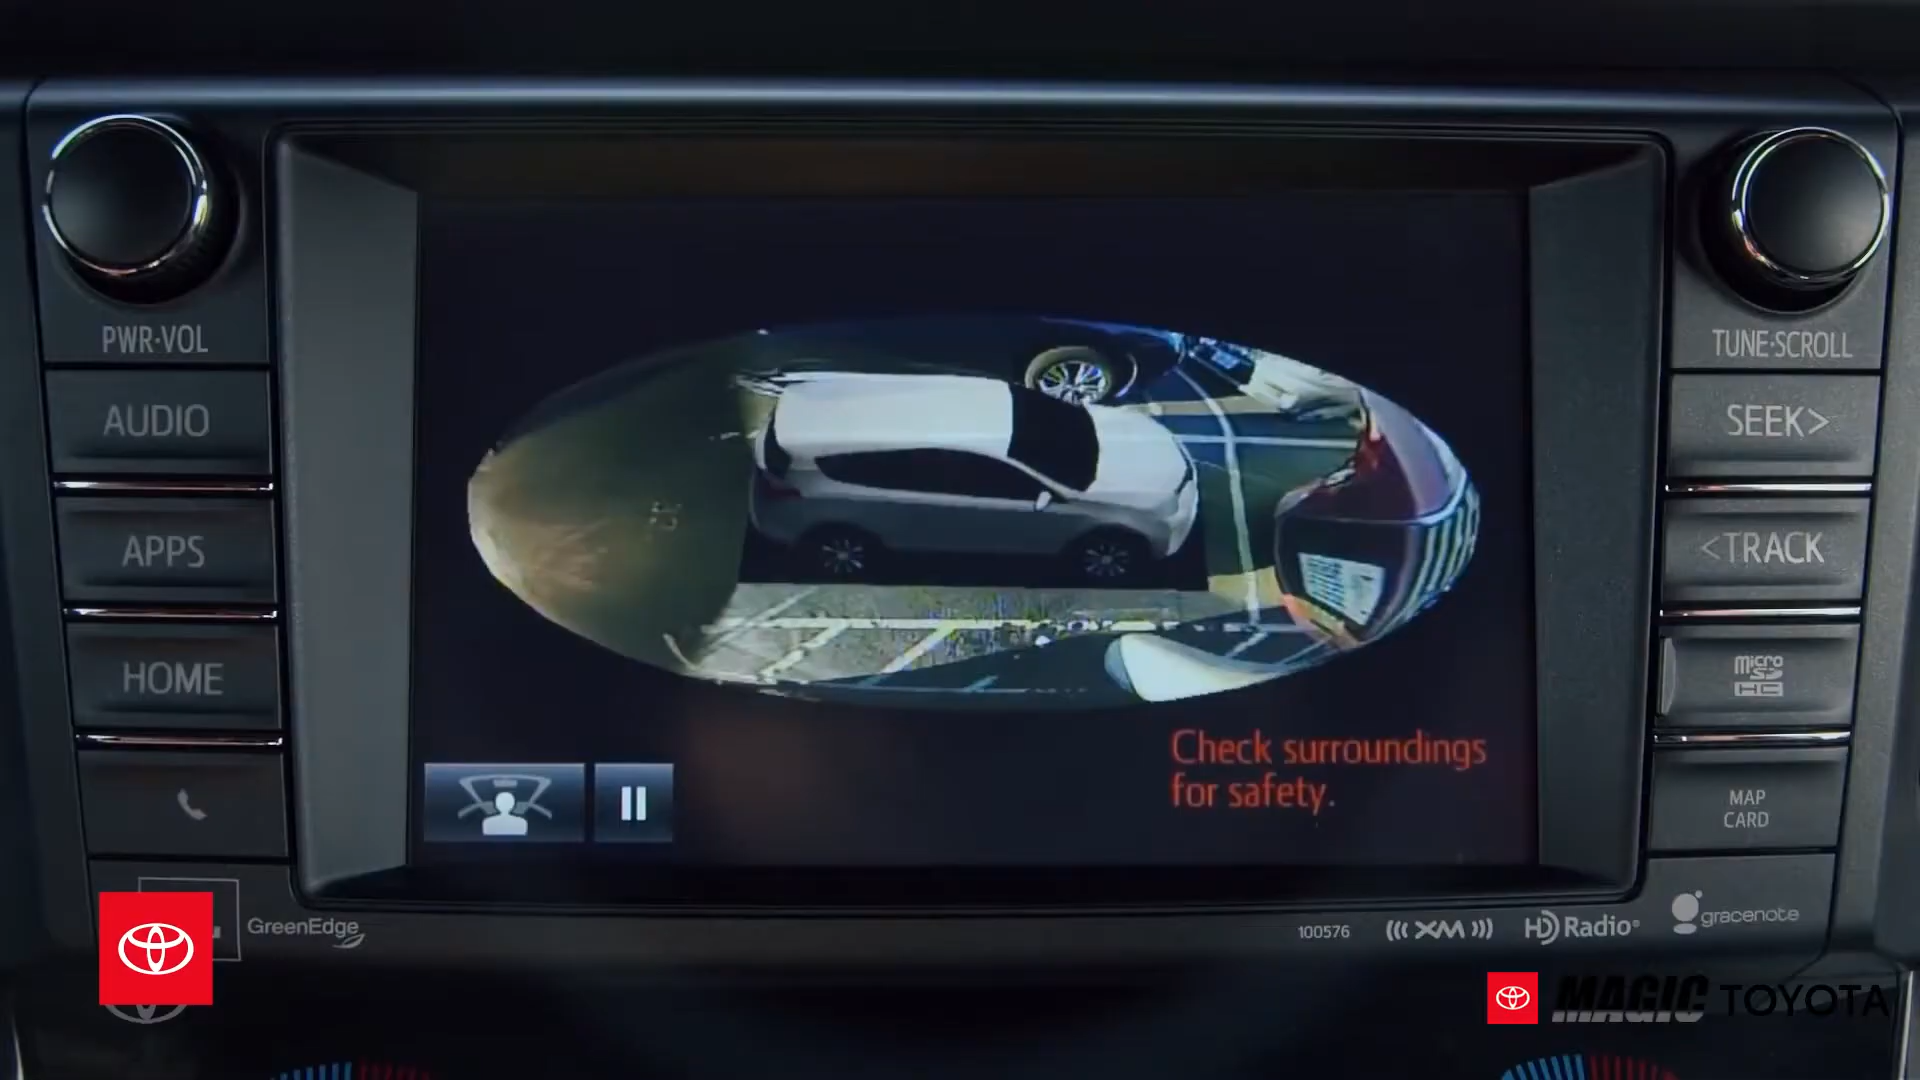 PWR·VOL
AUDIO
APPS
HOME
TUNE·SCROLL
SEEK>
<TRACK
micro
SD
HC
MAP
CARD
Check surroundings
for safety.
GreenEdge
100576
XM
HD Radio®
gracenote
MAGIC TOYOTA